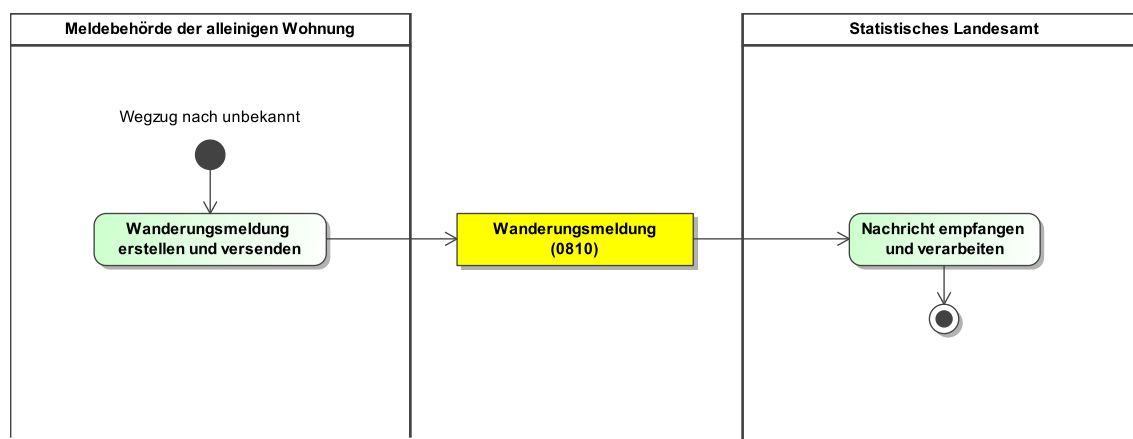 Meldebehörde der alleinigen Wohnung
Statistisches Landesamt
Wegzug nach unbekannt
Wanderungsmeldung
erstellen und versenden
Wanderungsmeldung
(0810)
Nachricht empfangen
und verarbeiten